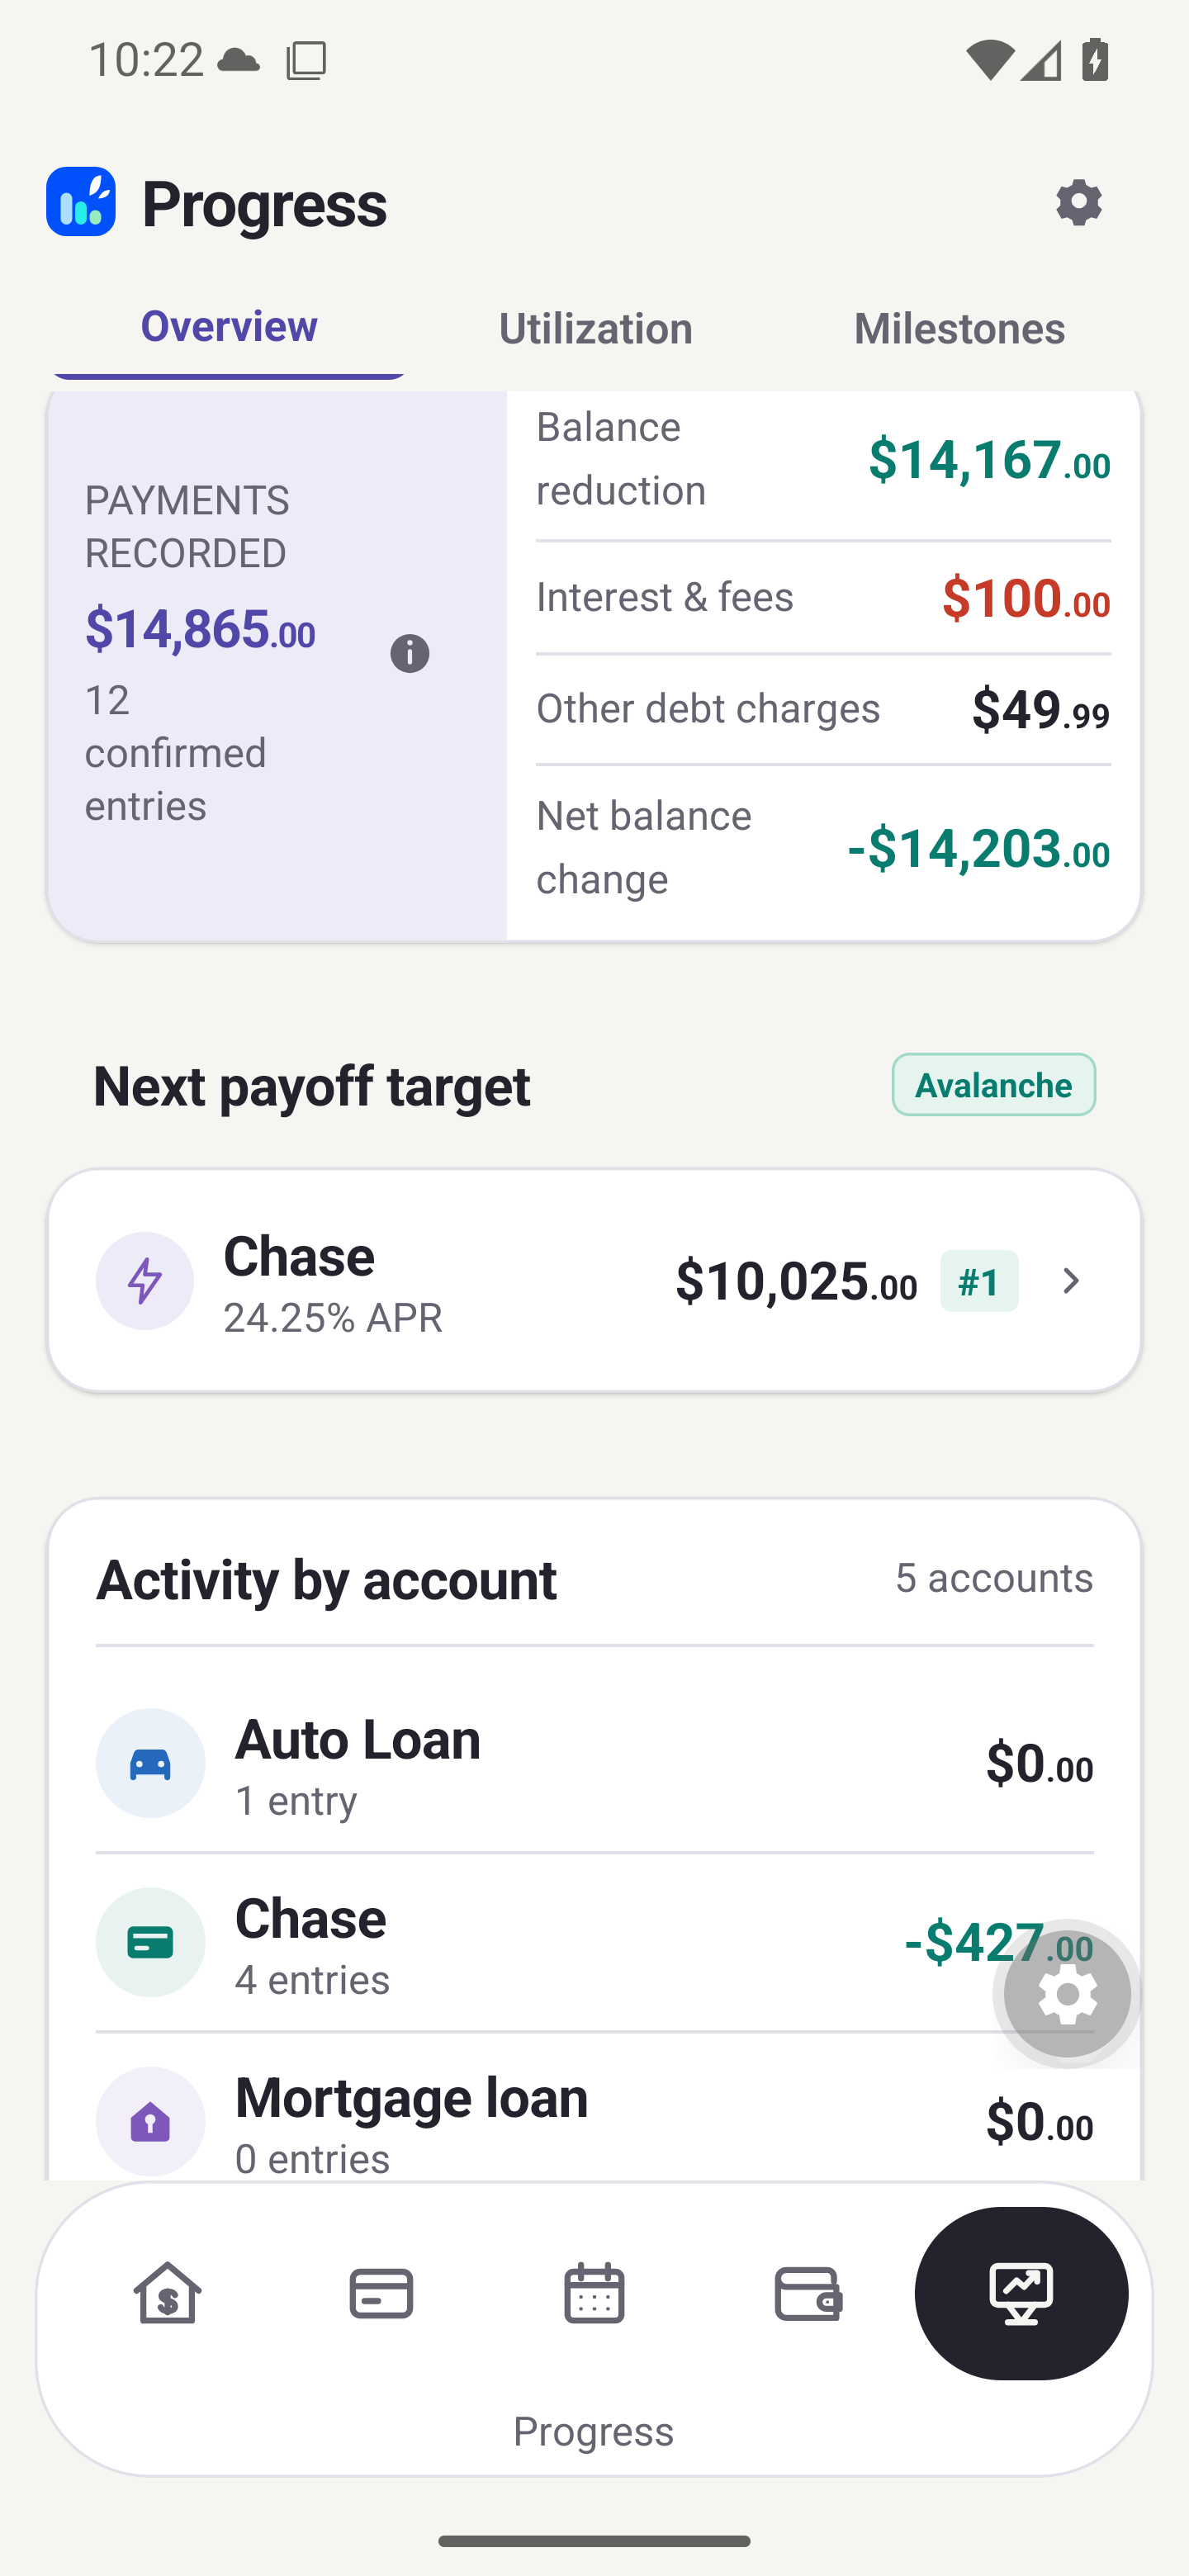 10:22
Progress
Overview
Utilization
Milestones
PAYMENTS
RECORDED
$14,865.00
12
confirmed
entries
Balance
reduction
$14,167.00
Interest & fees
$100.00
Other debt charges
$49.99
Net balance
change
-$14,203.00
Next payoff target
Avalanche
Chase
24.25% APR
$10,025.00
#1
Activity by account
5 accounts
Auto Loan
1 entry
$0.00
Chase
4 entries
-$427.00
Mortgage loan
0 entries
$0.00
Progress